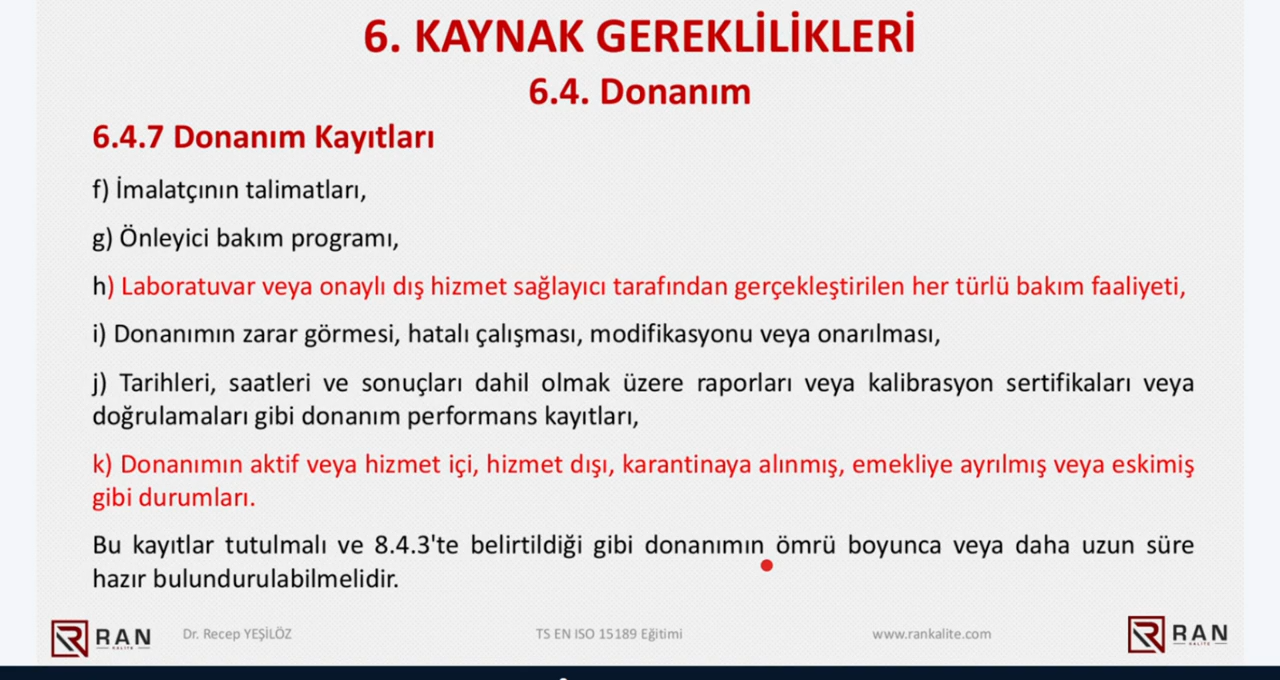 6. KAYNAK GEREKLİLİKLERİ
6.4. Donanım
6.4.7 Donanım Kayıtları
f) İmalatçının talimatları,
g) Önleyici bakım programı,
h) Laboratuvar veya onaylı dış hizmet sağlayıcı tarafından gerçekleştirilen her türlü bakım faaliyeti,
i) Donanımın zarar görmesi, hatalı çalışması, modifikasyonu veya onarılması,
j) Tarihleri, saatleri ve sonuçları dahil olmak üzere raporları veya kalibrasyon sertifikaları veya
doğrulamaları gibi donanım performans kayıtları,
k) Donanımın aktif veya hizmet içi, hizmet dışı, karantinaya alınmış, emekliye ayrılmış veya eskimiş
gibi durumları.
Bu kayıtlar tutulmalı ve 8.4.3'te belirtildiği gibi donanımın ömrü boyunca veya daha uzun süre
hazır bulundurulabilmelidir.
RAN
KALİTE
Dr. Recep YEŞİLÖZ
TS EN ISO 15189 Eğitimi
www.rankalite.com
RAN
KALİTE